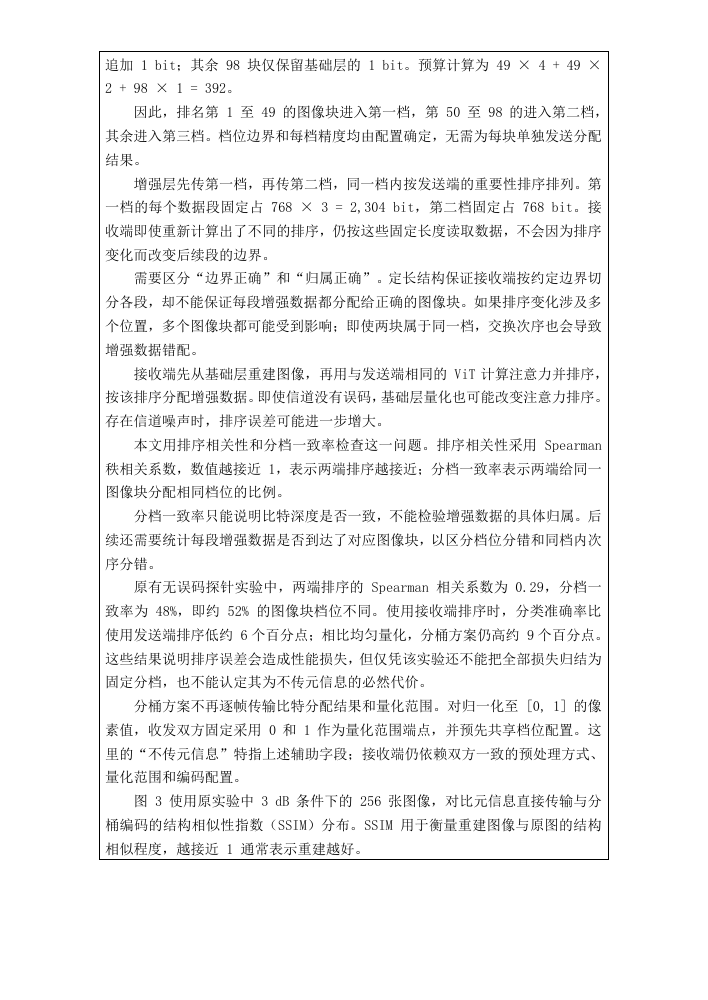 追加 1 bit；其余 98 块仅保留基础层的 1 bit。预算计算为 49 × 4 + 49 ×
2 + 98 × 1 = 392。
因此，排名第 1 至 49 的图像块进入第一档，第 50 至 98 的进入第二档，
其余进入第三档。档位边界和每档精度均由配置确定，无需为每块单独发送分配
结果。
增强层先传第一档，再传第二档，同一档内按发送端的重要性排序排列。第
一档的每个数据段固定占 768 × 3 = 2,304 bit，第二档固定占 768 bit。接
收端即使重新计算出了不同的排序，仍按这些固定长度读取数据，不会因为排序
变化而改变后续段的边界。
需要区分“边界正确”和“归属正确”。定长结构保证接收端按约定边界切
分各段，却不能保证每段增强数据都分配给正确的图像块。如果排序变化涉及多
个位置，多个图像块都可能受到影响；即使两块属于同一档，交换次序也会导致
增强数据错配。
接收端先从基础层重建图像，再用与发送端相同的 ViT 计算注意力并排序，
按该排序分配增强数据。即使信道没有误码，基础层量化也可能改变注意力排序。
存在信道噪声时，排序误差可能进一步增大。
本文用排序相关性和分档一致率检查这一问题。排序相关性采用 Spearman
秩相关系数，数值越接近 1，表示两端排序越接近；分档一致率表示两端给同一
图像块分配相同档位的比例。
分档一致率只能说明比特深度是否一致，不能检验增强数据的具体归属。后
续还需要统计每段增强数据是否到达了对应图像块，以区分档位分错和同档内次
序分错。
原有无误码探针实验中，两端排序的 Spearman 相关系数为 0.29，分档一
致率为 48%，即约 52% 的图像块档位不同。使用接收端排序时，分类准确率比
使用发送端排序低约 6 个百分点；相比均匀量化，分桶方案仍高约 9 个百分点。
这些结果说明排序误差会造成性能损失，但仅凭该实验还不能把全部损失归结为
固定分档，也不能认定其为不传元信息的必然代价。
分桶方案不再逐帧传输比特分配结果和量化范围。对归一化至 [0, 1] 的像
素值，收发双方固定采用 0 和 1 作为量化范围端点，并预先共享档位配置。这
里的“不传元信息”特指上述辅助字段；接收端仍依赖双方一致的预处理方式、
量化范围和编码配置。
图 3 使用原实验中 3 dB 条件下的 256 张图像，对比元信息直接传输与分
桶编码的结构相似性指数（SSIM）分布。SSIM 用于衡量重建图像与原图的结构
相似程度，越接近 1 通常表示重建越好。